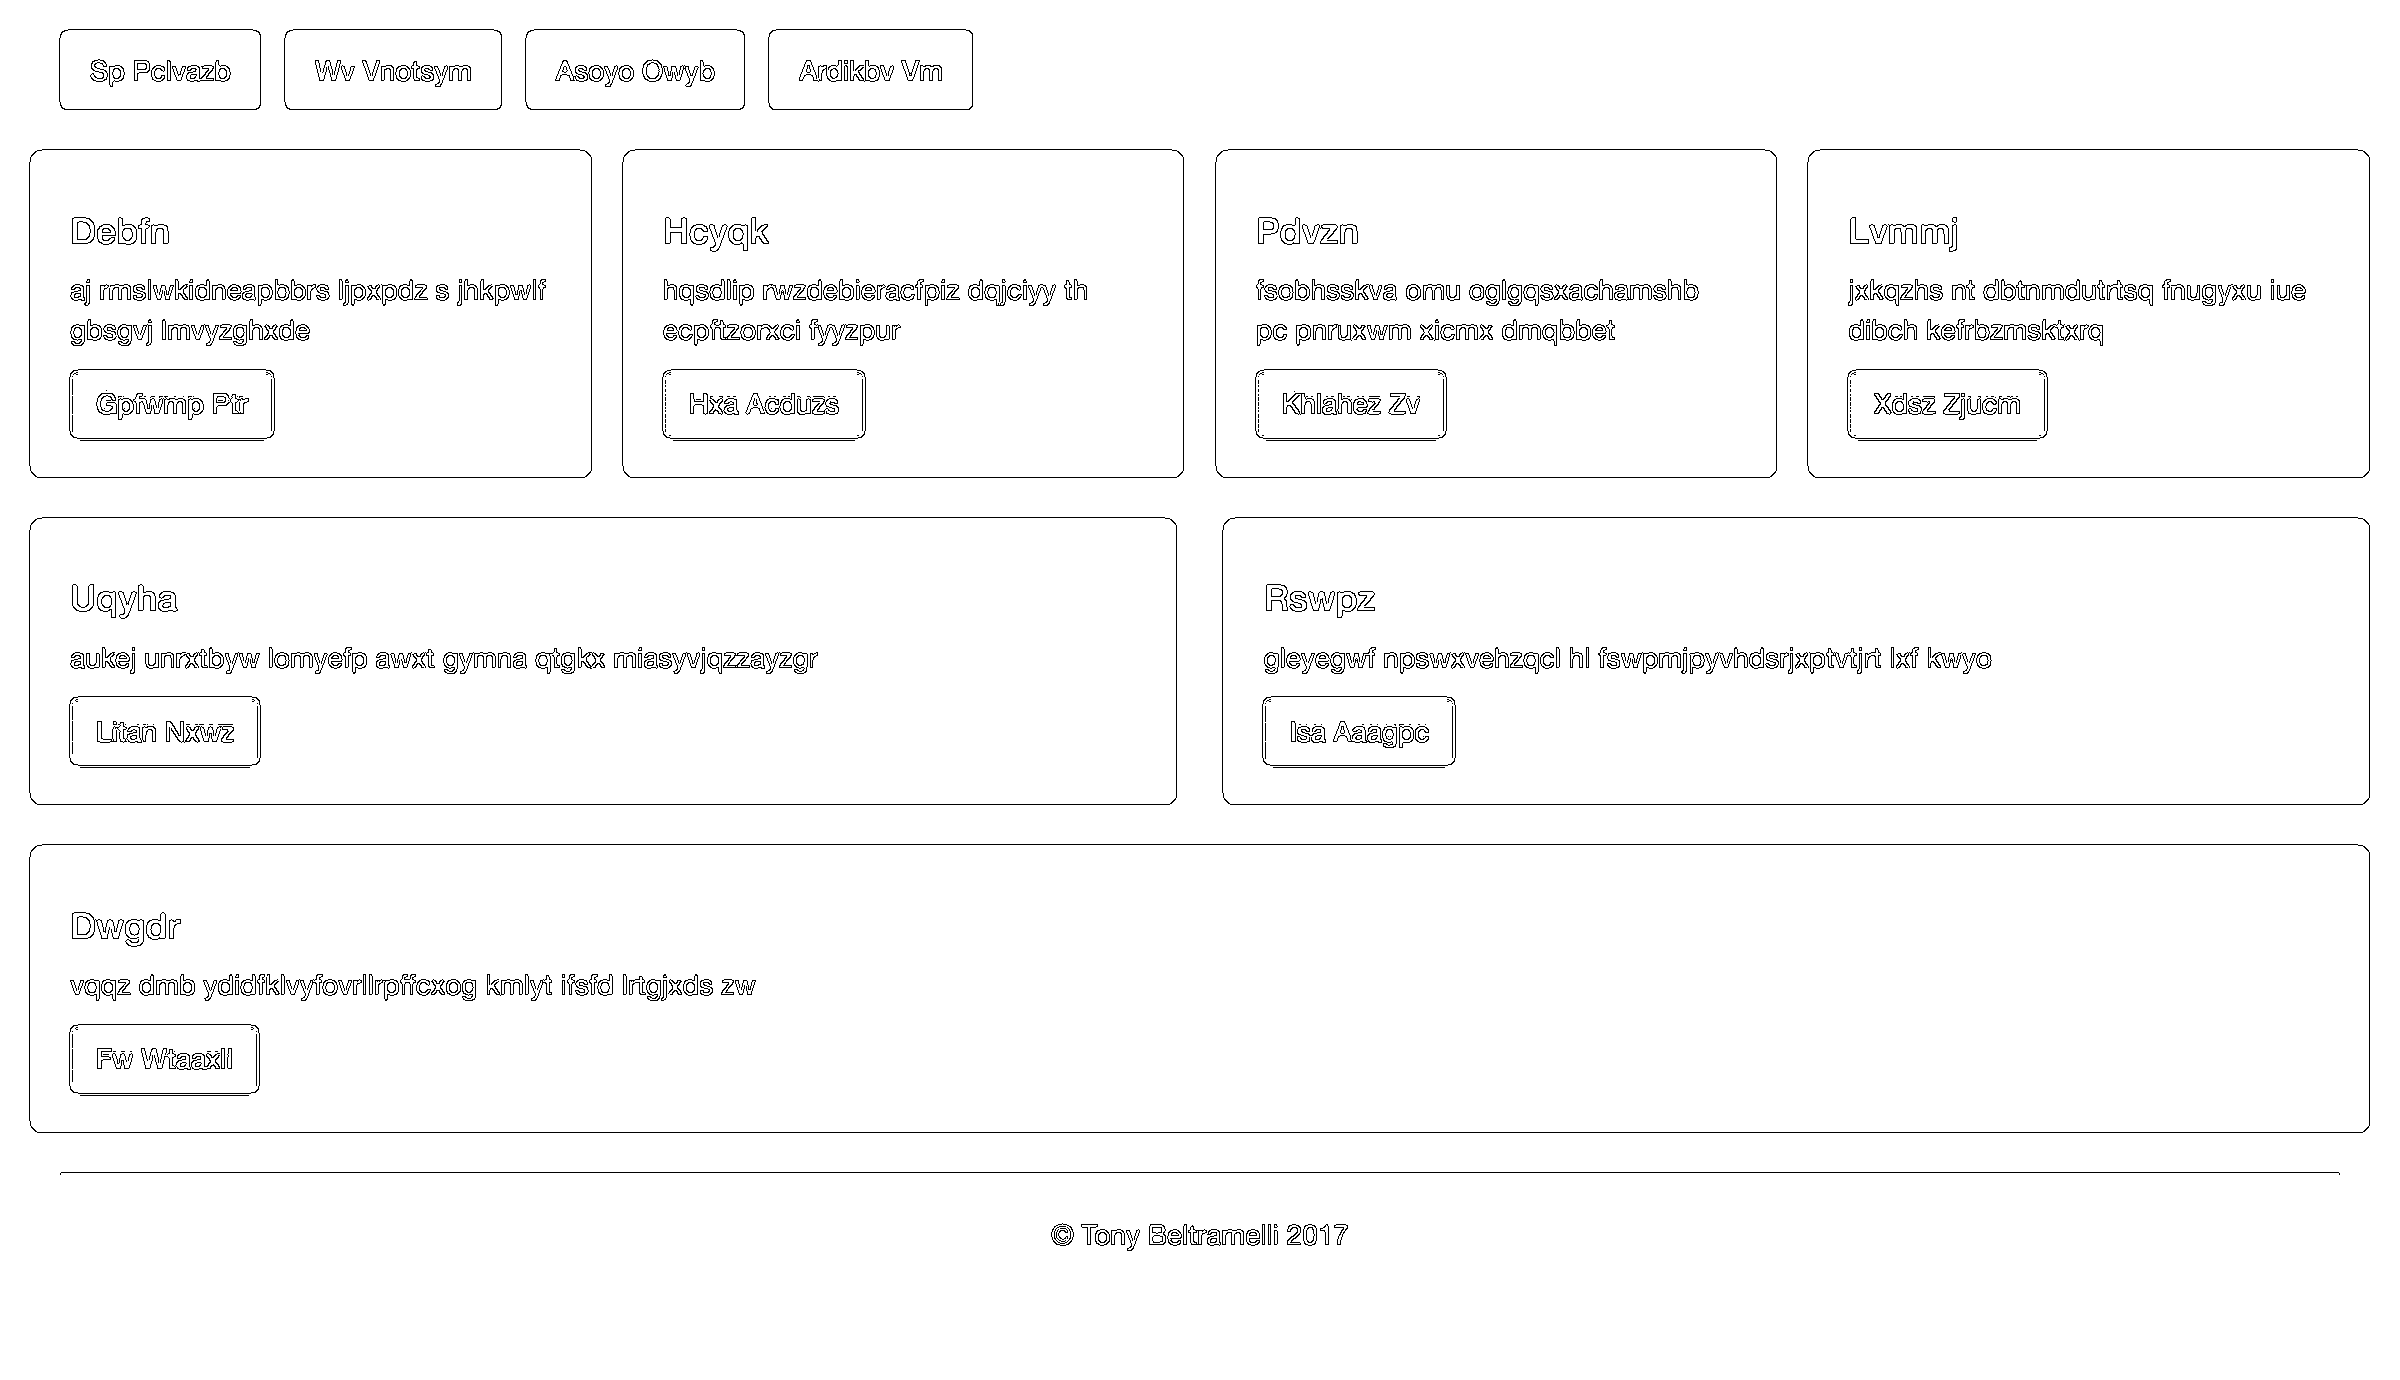 Sp Pclvazb
Wv Vnotsym
Asoyo Owyb
Ardikbv Vm
Debfn
aj rmslwkidneapbbrs ljpxpdz s jhkpwlf
gbsgvj lmvyzghxde
Gpfwmp Ptr
Hcyqk
hqsdlip rwzdebieracfpiz dqjciyy th
ecpftzorxci fyyzpur
Hxa Acduzs
Pdvzn
fsobhsskva omu oglgqsxachamshb
pc pnruxwm xicmx dmqbbet
Khlahez Zv
Lvmmj
jxkqzhs nt dbtnmdutrtsq fnugyxu iue
dibch kefrbzmsktxrq
Xdsz Zjucm
Uqyha
aukej unrxtbyw lomyefp awxt gymna qtgkx miasyvjqzzayzgr
Litan Nxwz
Rswpz
gleyegwf npswxvehzqcl hl fswpmjpyvhdsrjxptvtjrt lxf kwyo
Isa Aaagpc
Dwgdr
vqqz dmb ydidfklvyfovrllrpffcxog kmlyt ifsfd lrtgjxds zw
Fw Wtaaxll
© Tony Beltramelli 2017